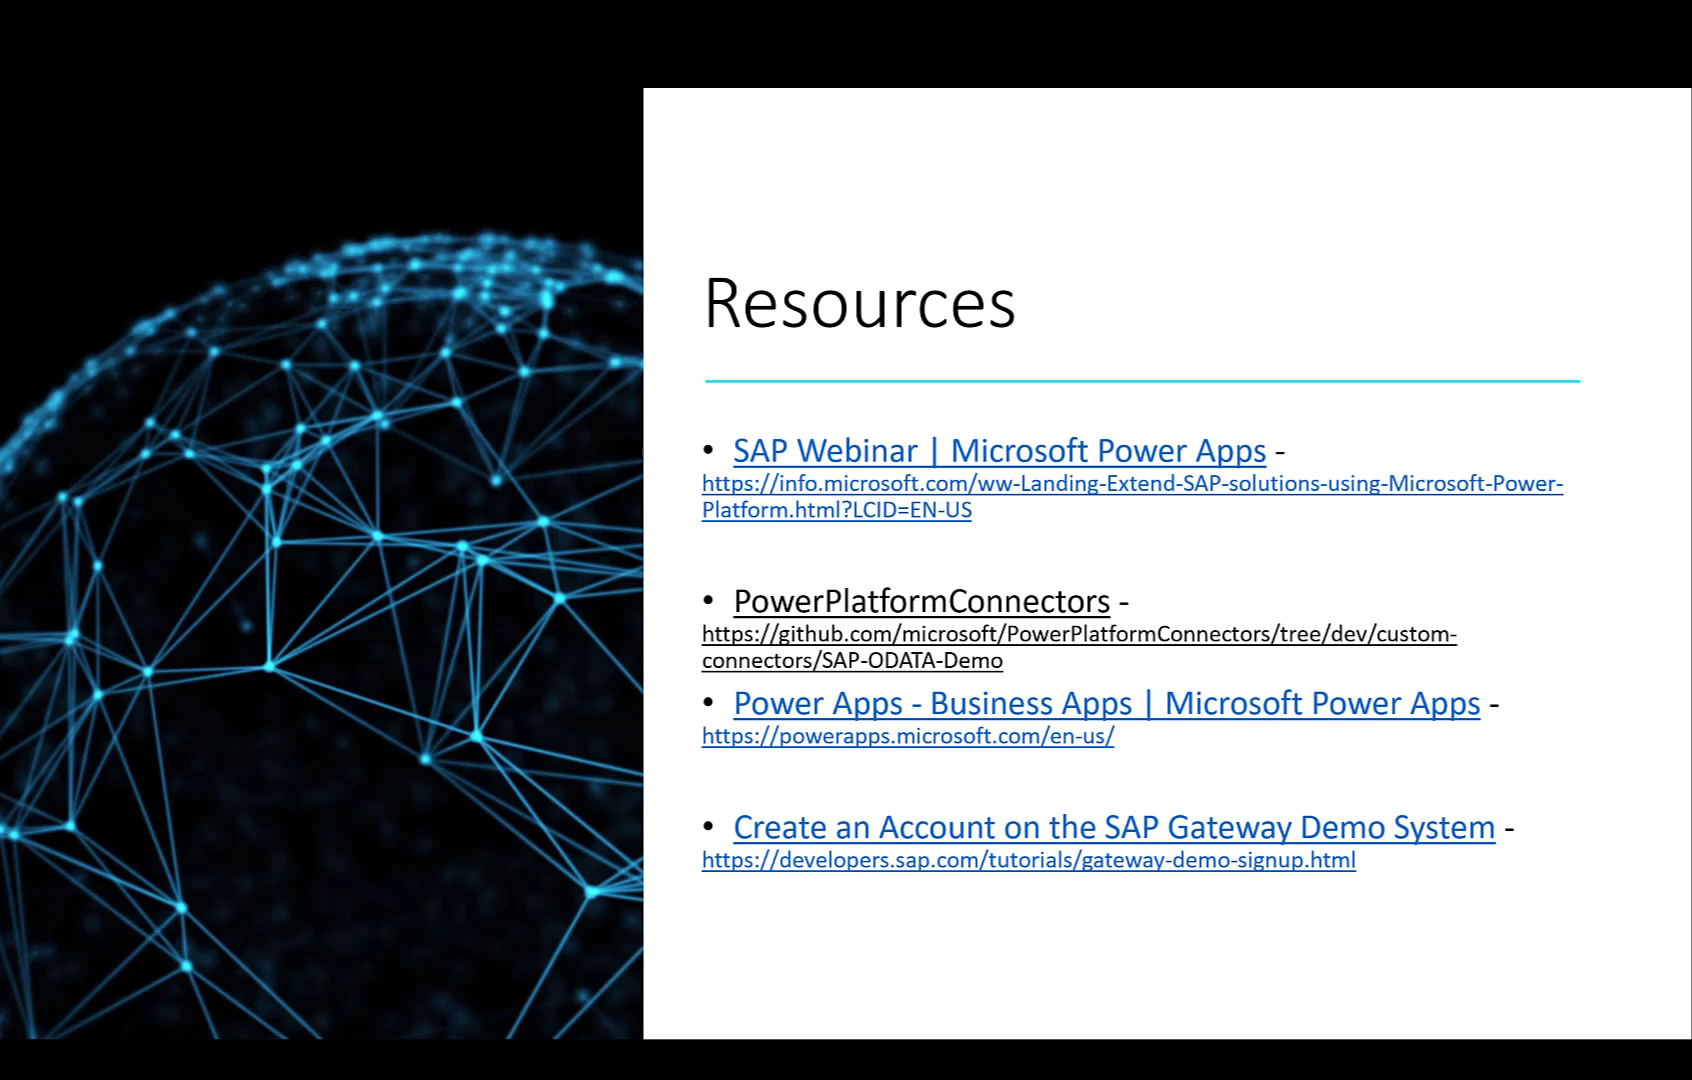 Resources
• SAP Webinar | Microsoft Power Apps -
https://info.microsoft.com/ww-Landing-Extend-SAP-solutions-using-Microsoft-Power-
Platform.html?LCID=EN-US
• PowerPlatformConnectors -
https://github.com/microsoft/PowerPlatformConnectors/tree/dev/custom-
connectors/SAP-ODATA-Demo
• Power Apps - Business Apps | Microsoft Power Apps -
https://powerapps.microsoft.com/en-us/
• Create an Account on the SAP Gateway Demo System -
https://developers.sap.com/tutorials/gateway-demo-signup.html